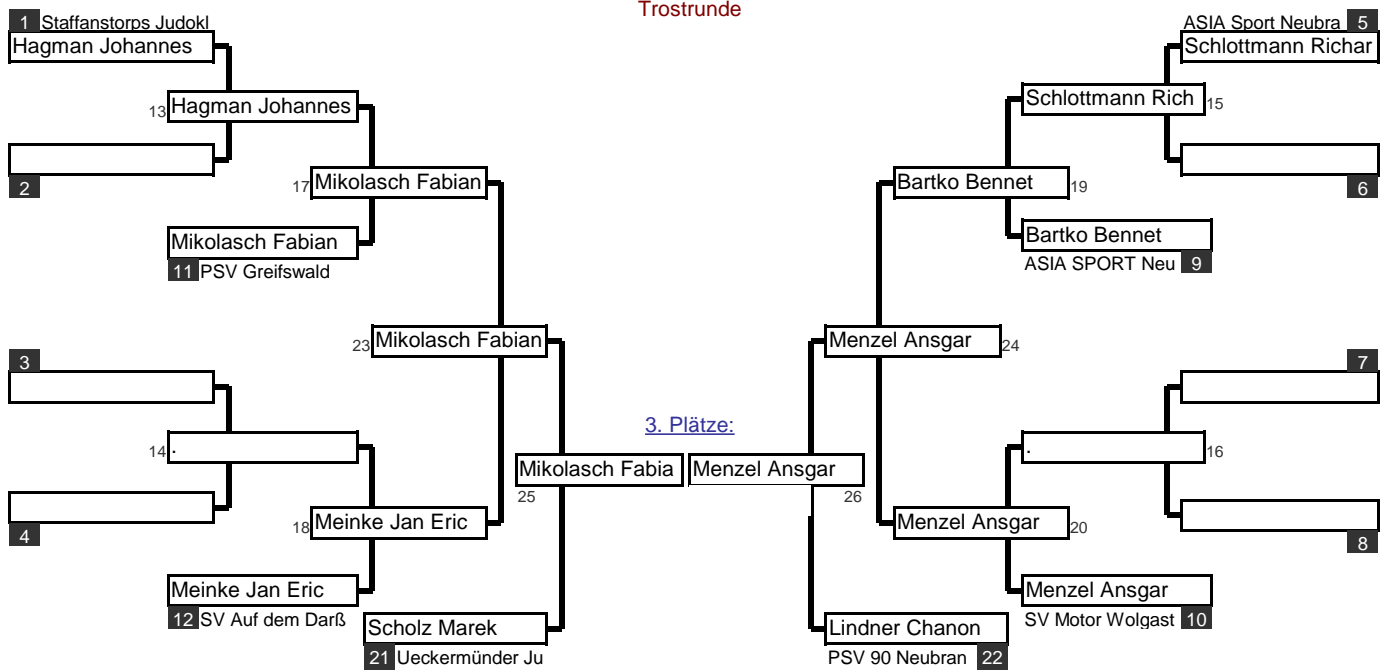 Trostrunde
1 Staffanstorps Judokl
ASIA Sport Neubra 5
Hagman Johannes
Schlottmann Richar
13 Hagman Johannes
Schlottmann Rich 15
2
17 Mikolasch Fabian
Bartko Bennet 19
6
Mikolasch Fabian
Bartko Bennet
11 PSV Greifswald
ASIA SPORT Neu 9
23 Mikolasch Fabian
Menzel Ansgar 24
3
7
3. Plätze:
14 .
. 16
Mikolasch Fabia
Menzel Ansgar
25
26
4
18 Meinke Jan Eric
Menzel Ansgar 20
8
Meinke Jan Eric
Menzel Ansgar
12 SV Auf dem Darß
SV Motor Wolgast 10
Scholz Marek
Lindner Chanon
21 Ueckermünder Ju
PSV 90 Neubran 22